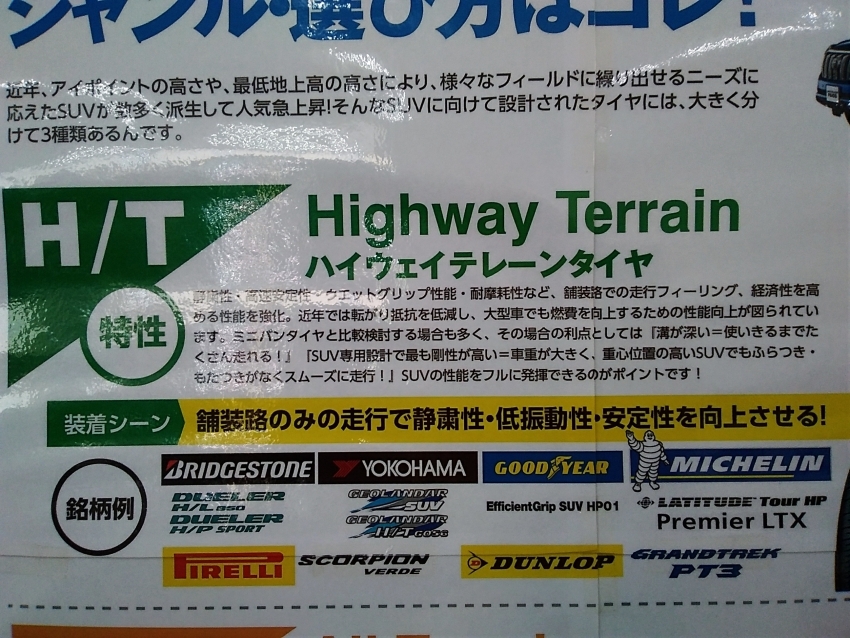 ジャンル・選び方はコレ!
近年、アイポイントの高さや、最低地上高の高さにより、様々なフィールドに繰り出せるニーズに
応えたSUVが数多く派生して人気急上昇!そんなSUVに向けて設計されたタイヤには、大きく分
けて3種類あるんです。
H/T
Highway Terrain
ハイウェイテレーンタイヤ
特性
静粛性・高速安定性・ウエットグリップ性能・耐摩耗性など、舗装路での走行フィーリング、経済性を高
める性能を強化。近年では転がり抵抗を低減し、大型車でも燃費を向上するための性能向上が図られてい
ます。ミニバンタイヤと比較検討する場合も多く、その場合の利点としては『溝が深い=使いきるまでた
くさん走れる!』『SUV専用設計で最も剛性が高い=車重が大きく、重心位置の高いSUVでもふらつき・
もたつきがなくスムーズに走行!』SUVの性能をフルに発揮できるのがポイントです!
装着シーン
舗装路のみの走行で静粛性・低振動性・安定性を向上させる!
銘柄例
BRIDGESTONE
YOKOHAMA
GOODYEAR
MICHELIN
DUELER H/L 850
DUELER H/P SPORT
GEOLANDAR SUV
GEOLANDAR H/T G056
EfficientGrip SUV HP01
LATITUDE Tour HP
Premier LTX
PIRELLI
SCORPION VERDE
DUNLOP
GRANDTREK PT3